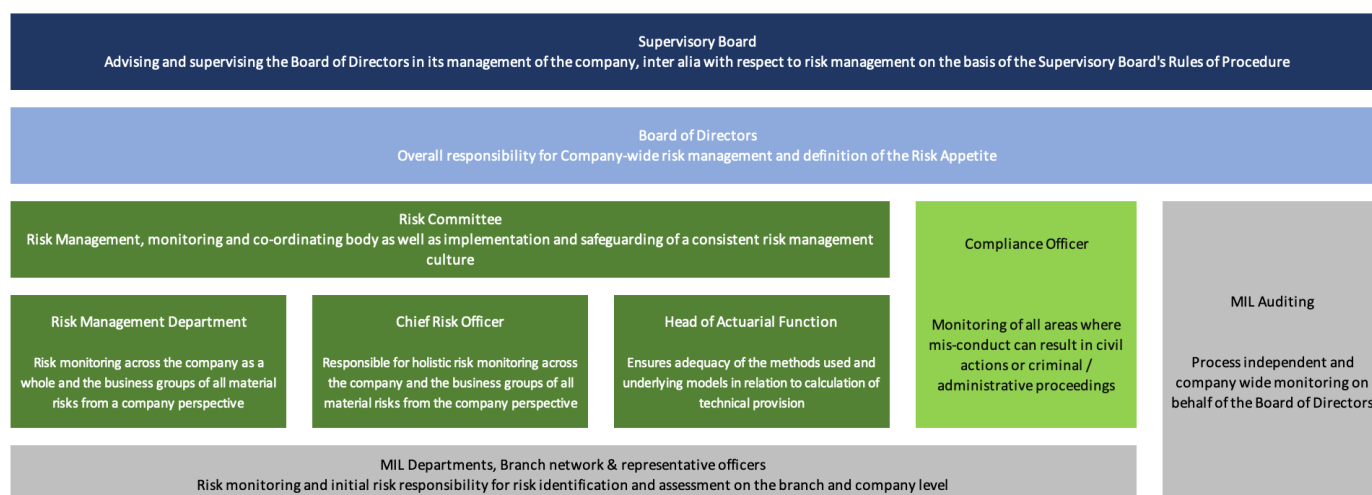 Supervisory Board
Advising and supervising the Board of Directors in its management of the company, inter alia with respect to risk management on the basis of the Supervisory Board's Rules of Procedure
Board of Directors
Overall responsibility for Company-wide risk management and definition of the Risk Appetite
Risk Committee
Risk Management, monitoring and co-ordinating body as well as implementation and safeguarding of a consistent risk management
culture
Risk Management Department
Risk monitoring across the company as a
whole and the business groups of all material
risks from a company perspective
Chief Risk Officer
Responsible for holistic risk monitoring across
the company and the business groups of all
material risks from the company perspective
Head of Actuarial Function
Ensures adequacy of the methods used and
underlying models in relation to calculation of
technical provision
Compliance Officer
Monitoring of all areas where
mis-conduct can result in civil
actions or criminal /
administrative proceedings
MIL Auditing
Process independent and
company wide monitoring on
behalf of the Board of Directors
MIL Departments, Branch network & representative officers
Risk monitoring and initial risk responsibility for risk identification and assessment on the branch and company level